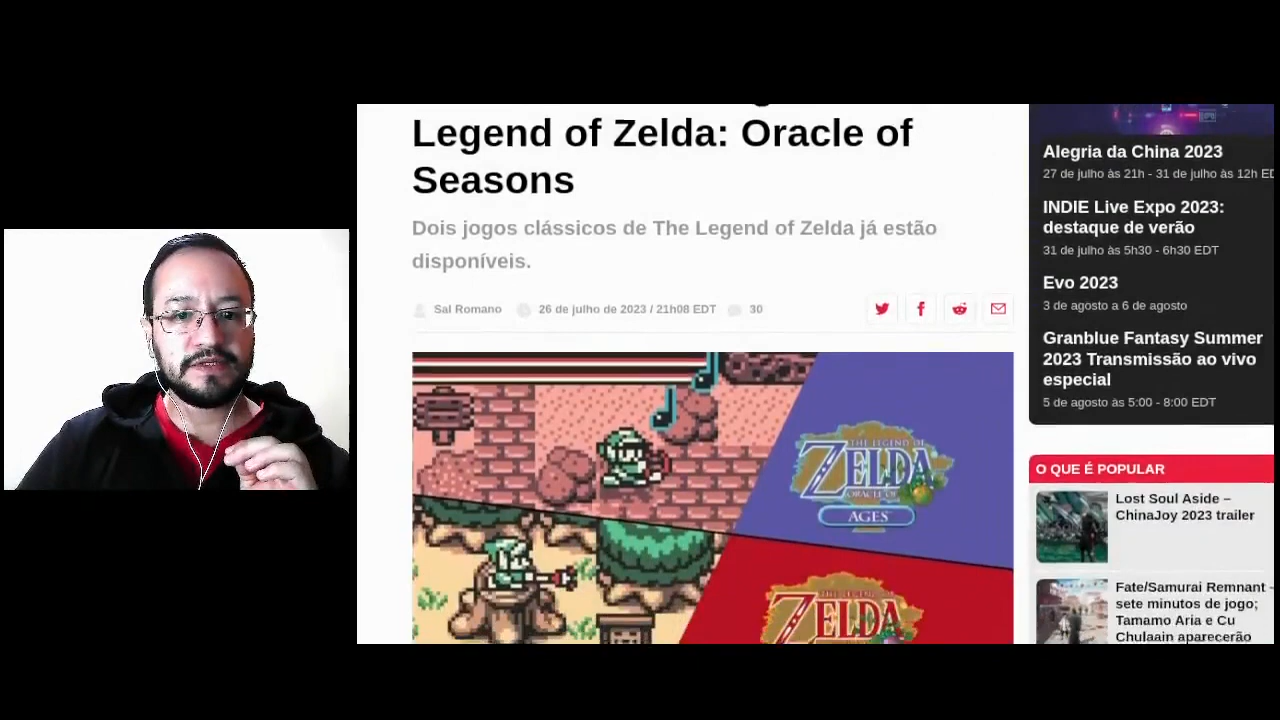 Legend of Zelda: Oracle of
Seasons
Dois jogos clássicos de The Legend of Zelda já estão
disponíveis.
Sal Romano 26 de julho de 2023 / 21h08 EDT 30
THE LEGEND OF
ZELDA
ORACLE OF
AGES
THE LEGEND OF
ZELDA
Alegria da China 2023
27 de julho às 21h - 31 de julho às 12h ED
INDIE Live Expo 2023:
destaque de verão
31 de julho às 5h30 - 6h30 EDT
Evo 2023
3 de agosto a 6 de agosto
Granblue Fantasy Summer
2023 Transmissão ao vivo
especial
5 de agosto às 5:00 - 8:00 EDT
O QUE É POPULAR
Lost Soul Aside –
ChinaJoy 2023 trailer
Fate/Samurai Remnant -
sete minutos de jogo;
Tamamo Aria e Cu
Chulaain aparecerão